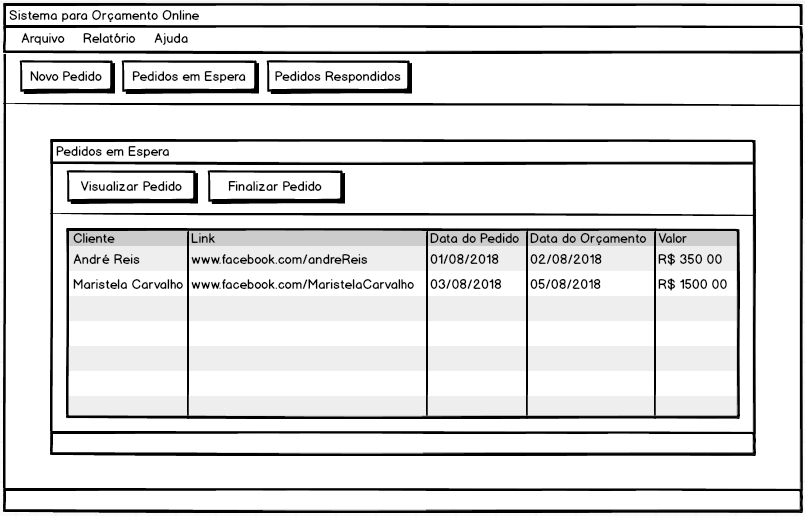 Sistema para Orçamento Online
Arquivo Relatório Ajuda
Novo Pedido Pedidos em Espera Pedidos Respondidos
Pedidos em Espera
Visualizar Pedido Finalizar Pedido
Cliente Link Data do Pedido Data do Orçamento Valor
André Reis www.facebook.com/andreReis 01/08/2018 02/08/2018 R$ 350 00
Maristela Carvalho www.facebook.com/MaristelaCarvalho 03/08/2018 05/08/2018 R$ 1500 00